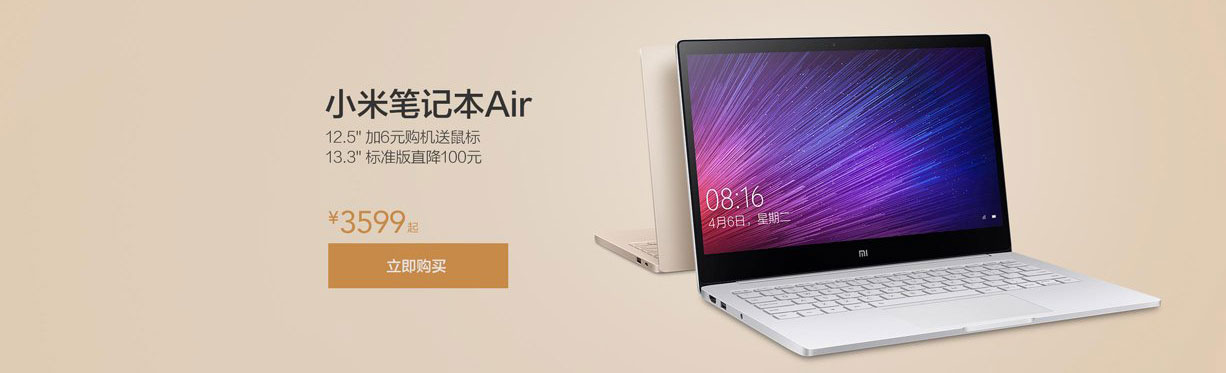 小米笔记本Air
12.5" 加6元购机送鼠标
13.3" 标准版直降100元
¥3599起
立即购买
08:16
4月6日，星期二
mi